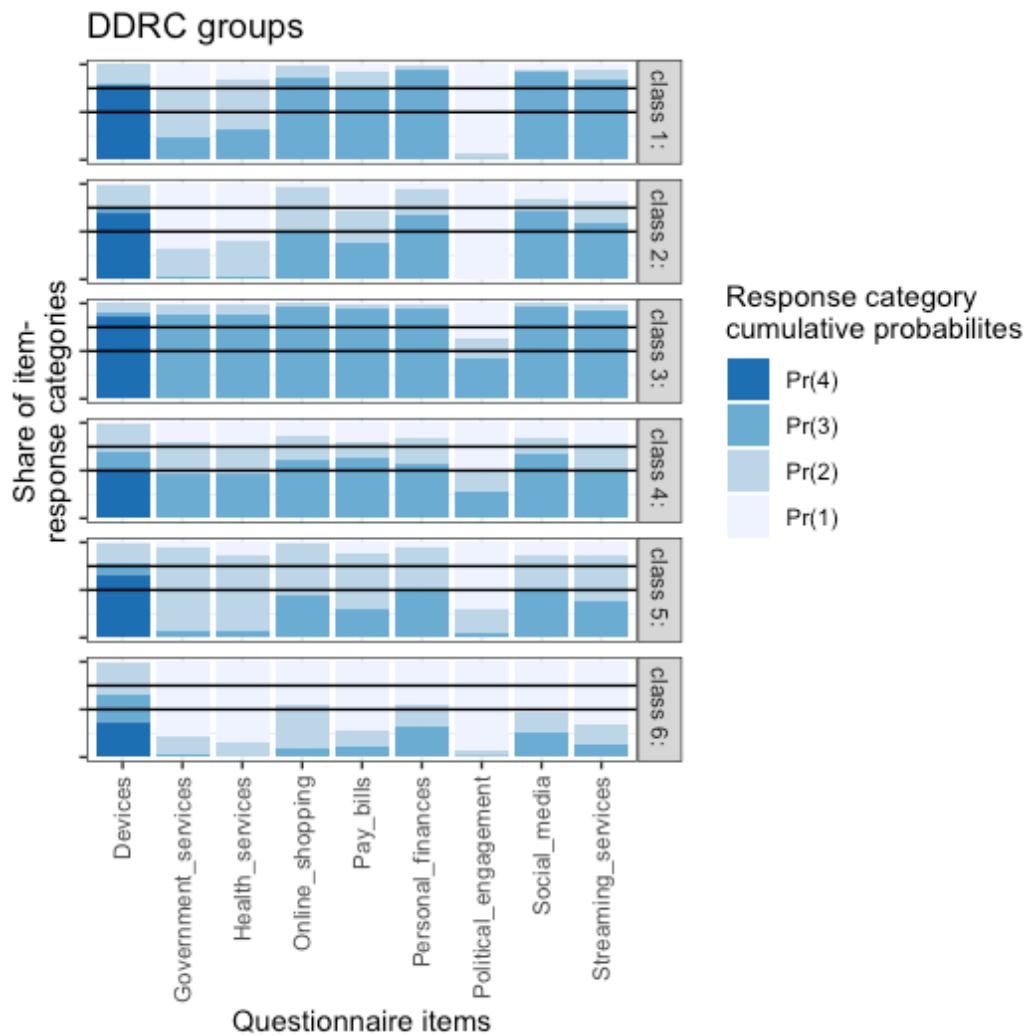 DDRC groups
class 1:
class 2:
class 3:
class 4:
class 5:
class 6:
Share of item-
response categories
Devices
Government_services
Health_services
Online_shopping
Pay_bills
Personal_finances
Political_engagement
Social_media
Streaming_services
Questionnaire items
Response category
cumulative probabilites
Pr(4)
Pr(3)
Pr(2)
Pr(1)